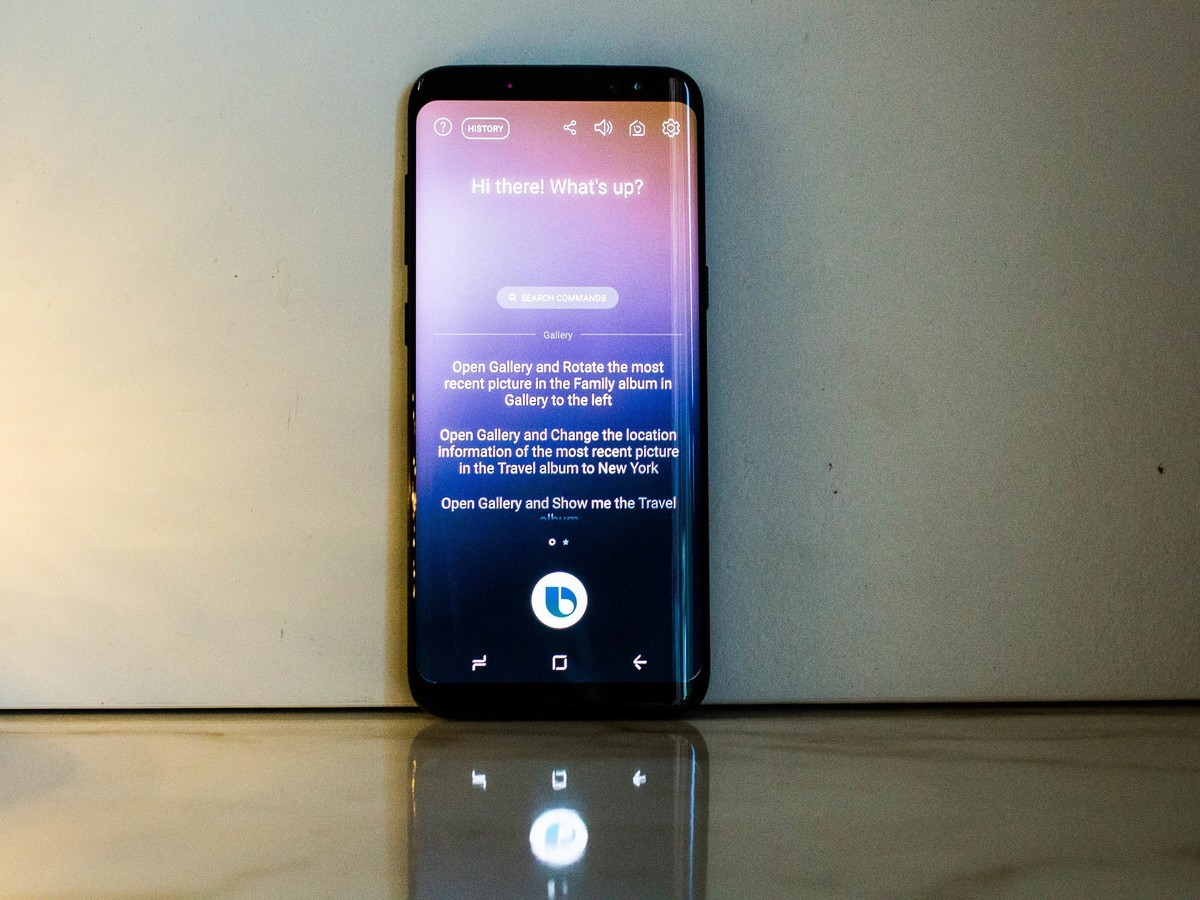 ?
HISTORY
Hi there! What's up?
SEARCH COMMANDS
Gallery
Open Gallery and Rotate the most
recent picture in the Family album in
Gallery to the left
Open Gallery and Change the location
information of the most recent picture
in the Travel album to New York
Open Gallery and Show me the Travel
album
b